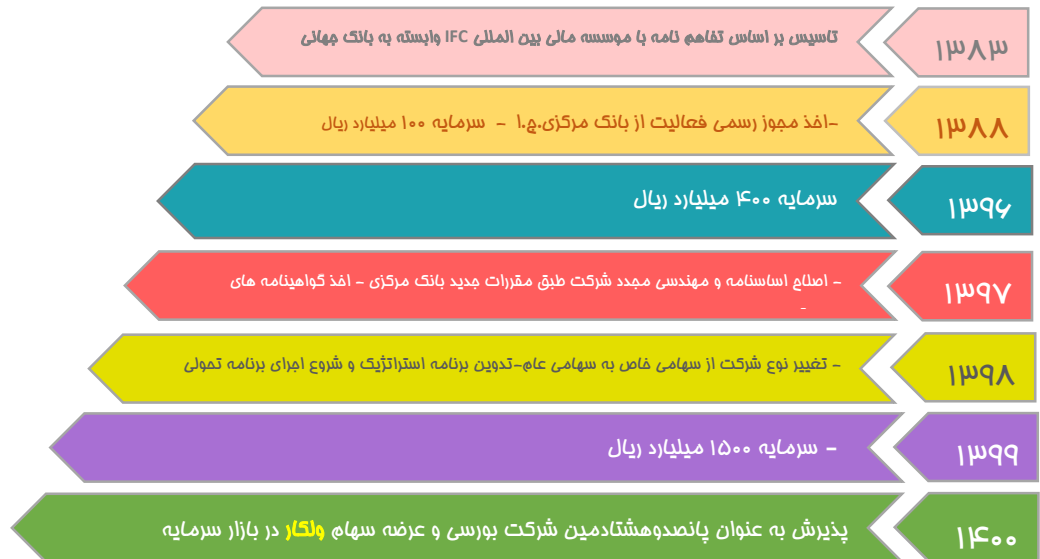 ۱۳۸۳
تاسیس بر اساس تفاهم نامه با موسسه مالی بین المللی IFC وابسته به بانک جهانی
۱۳۸۸
-اخذ مجوز رسمی فعالیت از بانک مرکزی.ج.ا - سرمایه ۱۰۰ میلیارد ریال
۱۳۹۶
سرمایه ۴۰۰ میلیارد ریال
۱۳۹۷
- اصلاح اساسنامه و مهندسی مجدد شرکت طبق مقررات جدید بانک مرکزی - اخذ گواهینامه های
-
۱۳۹۸
- تغییر نوع شرکت از سهامی خاص به سهامی عام-تدوین برنامه استراتژیک و شروع اجرای برنامه تحولی
۱۳۹۹
- سرمایه ۱۵۰۰ میلیارد ریال
۱۴۰۰
پذیرش به عنوان پانصدوهشتادمین شرکت بورسی و عرضه سهام ولکار در بازار سرمایه